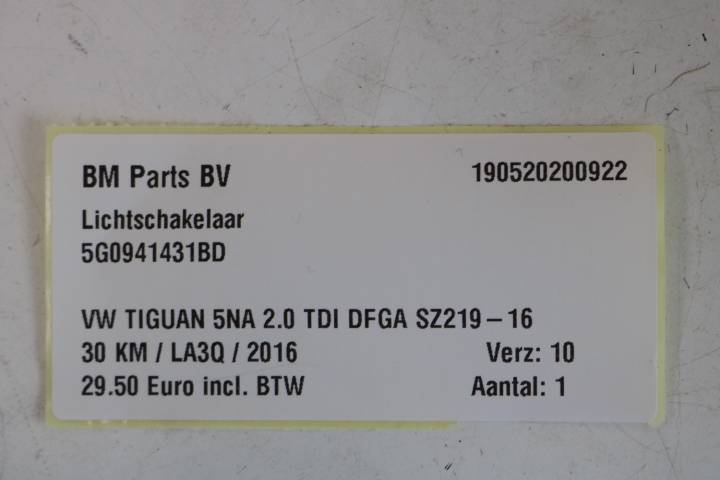 BM Parts BV 190520200922
Lichtschakelaar
5G0941431BD
VW TIGUAN 5NA 2.0 TDI DFGA SZ219-16
30 KM / LA3Q / 2016 Verz: 10
29.50 Euro incl. BTW Aantal: 1